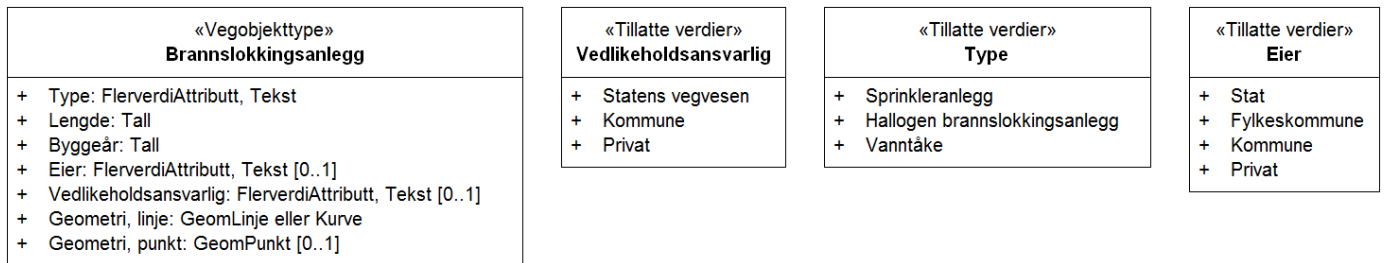 «Vegobjekttype»
Brannslokkingsanlegg
+ Type: FlerverdiAttributt, Tekst
+ Lengde: Tall
+ Byggeår: Tall
+ Eier: FlerverdiAttributt, Tekst [0..1]
+ Vedlikeholdsansvarlig: FlerverdiAttributt, Tekst [0..1]
+ Geometri, linje: GeomLinje eller Kurve
+ Geometri, punkt: GeomPunkt [0..1]
«Tillatte verdier»
Vedlikeholdsansvarlig
+ Statens vegvesen
+ Kommune
+ Privat
«Tillatte verdier»
Type
+ Sprinkleranlegg
+ Hallogen brannslokkingsanlegg
+ Vanntåke
«Tillatte verdier»
Eier
+ Stat
+ Fylkeskommune
+ Kommune
+ Privat